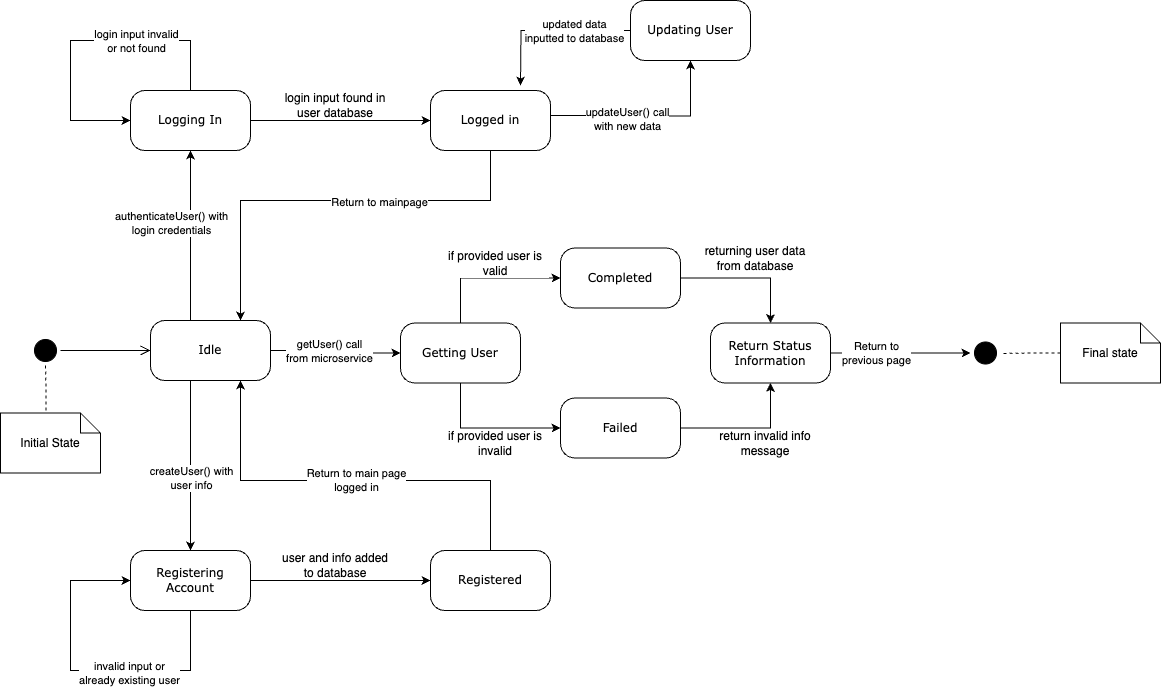 updated data
inputted to database
Updating User
login input invalid
or not found
login input found in
user database
Logging In
Logged in
updateUser() call
with new data
authenticateUser() with
login credentials
Return to mainpage
if provided user is
valid
Completed
returning user data
from database
Idle
getUser() call
from microservice
Getting User
Return Status
Information
Return to
previous page
Final state
Initial State
if provided user is
invalid
Failed
return invalid info
message
createUser() with
user info
Return to main page
logged in
Registering
Account
user and info added
to database
Registered
invalid input or
already existing user